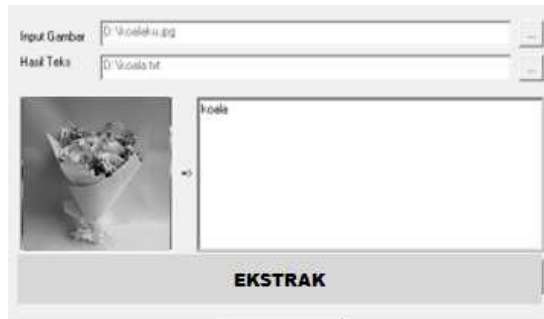 Input Gambar D:\koalaku.jpg ...
Hasil Teks D:\koala.txt ...
koala
=>
EKSTRAK